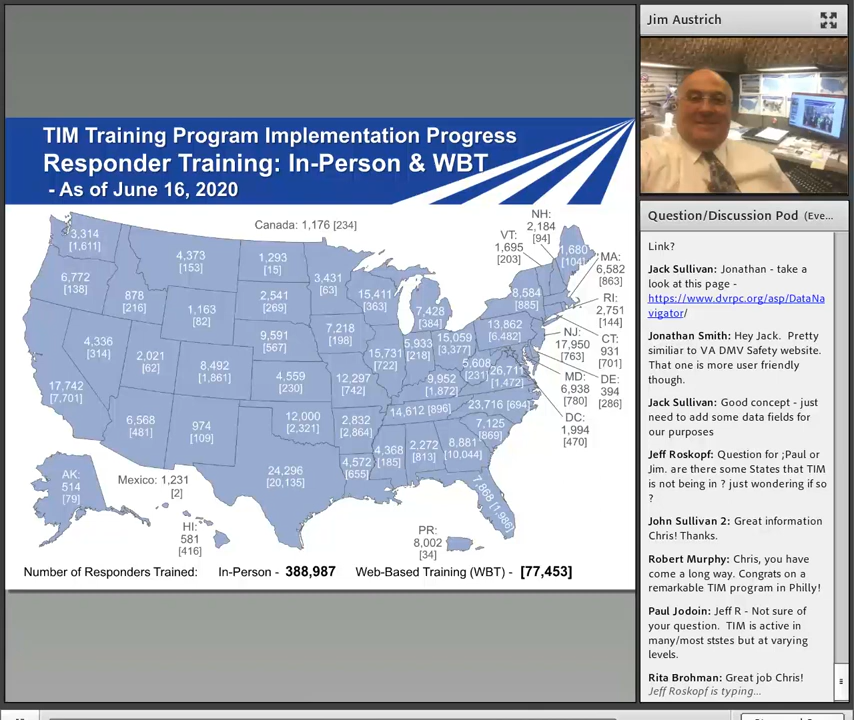 Jim Austrich
TIM Training Program Implementation Progress
Responder Training: In-Person & WBT
- As of June 16, 2020
Canada: 1,176 [234]
3,314
[1,611]
6,772
[138]
878
[216]
4,373
[153]
1,293
[15]
3,431
[63]
2,541
[269]
1,163
[82]
4,336
[314]
2,021
[62]
8,492
[1,861]
9,591
[567]
4,559
[230]
7,218
[198]
15,411
[363]
7,428
[384]
15,731
[722]
5,933
[218]
15,059
[3,377]
13,862
[6,482]
8,584
[885]
1,680
[104]
NH:
2,184
[94]
VT:
1,695
[203]
MA:
6,582
[863]
RI:
2,751
[144]
CT:
931
[701]
NJ:
17,950
[763]
DE:
394
[286]
MD:
6,938
[780]
DC:
1,994
[470]
5,608
[231]
26,711
[1,472]
9,952
[1,872]
12,297
[742]
17,742
[7,701]
6,568
[481]
974
[109]
12,000
[2,321]
2,832
[2,864]
14,612 [896]
23,716 [694]
7,125
[869]
24,296
[20,135]
4,572
[655]
4,368
[185]
2,272
[813]
8,881
[10,044]
7,868 [1,986]
AK:
514
[79]
Mexico: 1,231
[2]
HI:
581
[416]
PR:
8,002
[34]
Number of Responders Trained: In-Person - 388,987 Web-Based Training (WBT) - [77,453]
Question/Discussion Pod (Eve...
Link?
Jack Sullivan: Jonathan - take a
look at this page -
https://www.dvrpc.org/asp/DataNa
vigator/
Jonathan Smith: Hey Jack. Pretty
similiar to VA DMV Safety website.
That one is more user friendly
though.
Jack Sullivan: Good concept - just
need to add some data fields for
our purposes
Jeff Roskopf: Question for ;Paul or
Jim. are there some States that TIM
is not being in ? just wondering if so
?
John Sullivan 2: Great information
Chris! Thanks.
Robert Murphy: Chris, you have
come a long way. Congrats on a
remarkable TIM program in Philly!
Paul Jodoin: Jeff R - Not sure of
your question. TIM is active in
many/most ststes but at varying
levels.
Rita Brohman: Great job Chris!
Jeff Roskopf is typing...